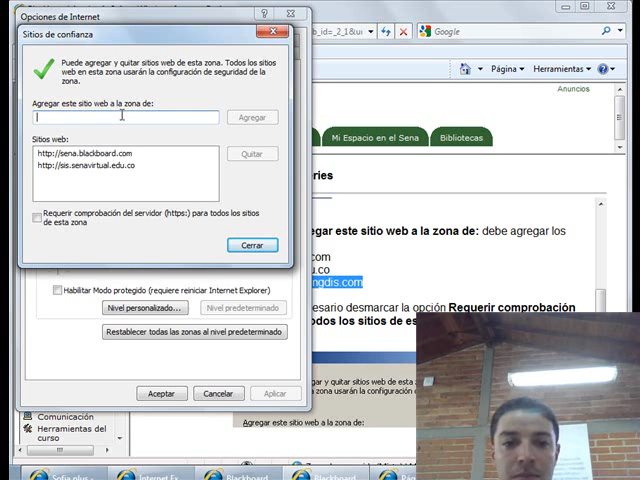 Opciones de Internet
Sitios de confianza
Puede agregar y quitar sitios web de esta zona. Todos los sitios
web en esta zona usarán la configuración de seguridad de la
zona.
Agregar este sitio web a la zona de:
Agregar
Sitios web:
http://sena.blackboard.com
http://sis.senavirtual.edu.co
Quitar
Requerir comprobación del servidor (https:) para todos los sitios
de esta zona
Cerrar
Habilitar Modo protegido (requiere reiniciar Internet Explorer)
Nivel personalizado...
Nivel predeterminado
Restablecer todas las zonas al nivel predeterminado
Aceptar
Cancelar
Aplicar
b_id=_2_1&u
Google
Página
Herramientas
Anuncios
Mi Espacio en el Sena
Bibliotecas
eries
egar este sitio web a la zona de: debe agregar los
.com
u.co
ngdis.com
esario desmarcar la opción Requerir comprobación
odos los sitios de es
agregar y quitar sitios web de esta z
esta zona usarán la configuración d
Agregar este sitio web a la zona de:
Comunicación
Herramientas del
curso
Sofia plus
Internet Ex
Blackboard
Blackboard